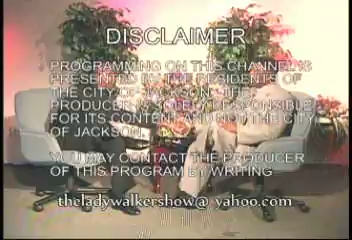 DISCLAIMER
PROGRAMMING ON THIS CHANNEL IS
PRESENTED BY THE RESIDENTS OF
THE CITY OF JACKSON. THE
PRODUCER IS SOLELY RESPONSIBLE
FOR ITS CONTENT AND NOT THE CITY
OF JACKSON.
YOU MAY CONTACT THE PRODUCER
OF THIS PROGRAM BY WRITING
theladywalkershow@ yahoo.com